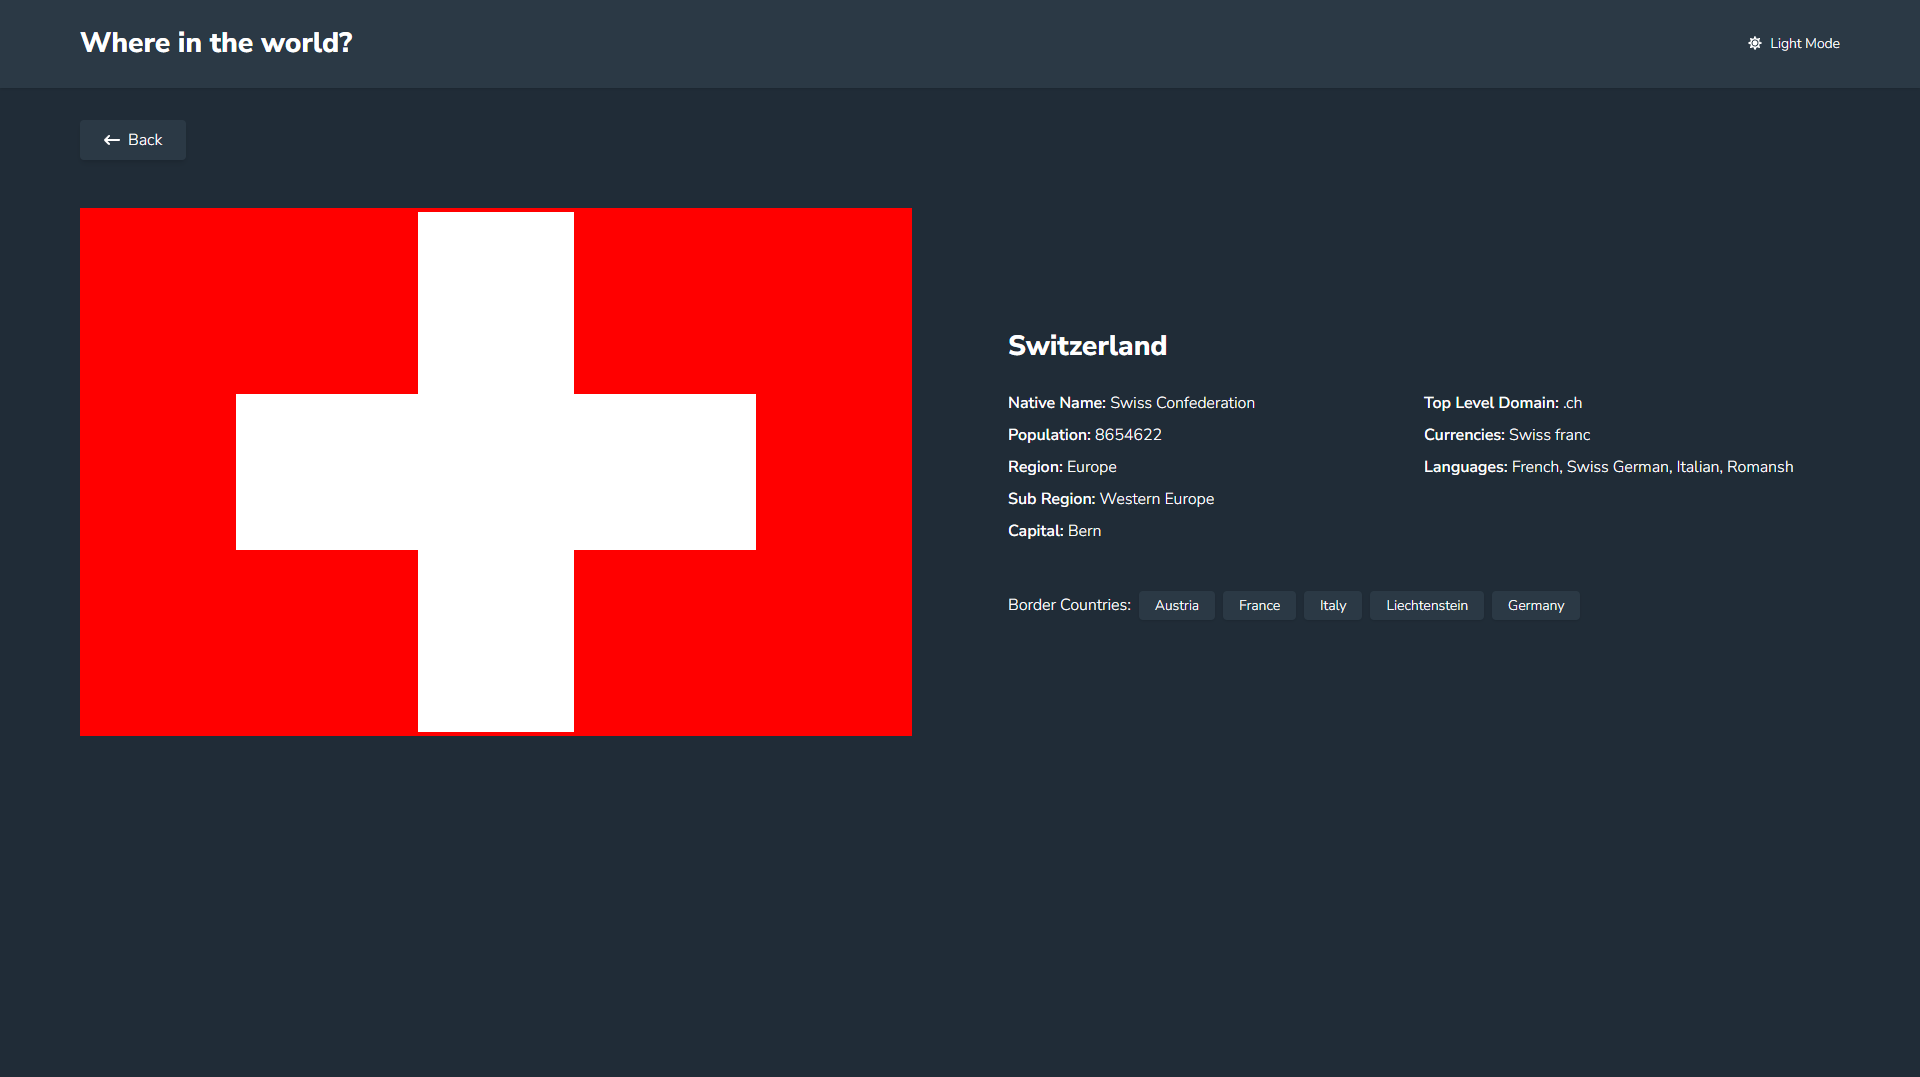 Where in the world?
Light Mode
Back
Switzerland
Native Name: Swiss Confederation
Population: 8654622
Region: Europe
Sub Region: Western Europe
Capital: Bern
Top Level Domain: .ch
Currencies: Swiss franc
Languages: French, Swiss German, Italian, Romansh
Border Countries: Austria France Italy Liechtenstein Germany